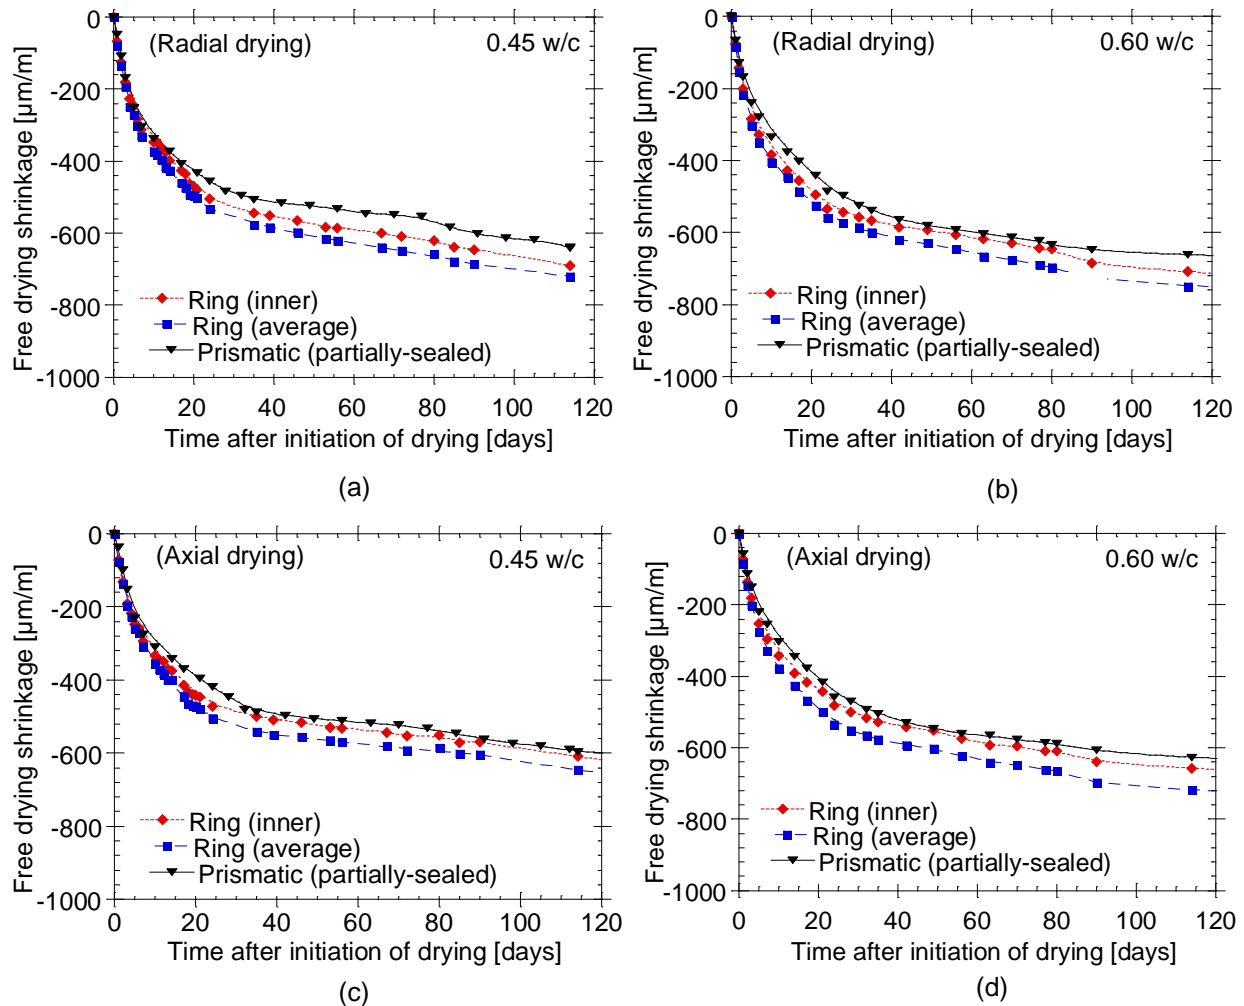 (Radial drying) 0.45 w/c
Free drying shrinkage [µm/m]
0
-200
-400
-600
-800
-1000
Ring (inner)
Ring (average)
Prismatic (partially-sealed)
0 20 40 60 80 100 120
Time after initiation of drying [days]
(a)
(Radial drying) 0.60 w/c
Free drying shrinkage [µm/m]
0
-200
-400
-600
-800
-1000
Ring (inner)
Ring (average)
Prismatic (partially-sealed)
0 20 40 60 80 100 120
Time after initiation of drying [days]
(b)
(Axial drying) 0.45 w/c
Free drying shrinkage [µm/m]
0
-200
-400
-600
-800
-1000
Ring (inner)
Ring (average)
Prismatic (partially-sealed)
0 20 40 60 80 100 120
Time after initiation of drying [days]
(c)
(Axial drying) 0.60 w/c
Free drying shrinkage [µm/m]
0
-200
-400
-600
-800
-1000
Ring (inner)
Ring (average)
Prismatic (partially-sealed)
0 20 40 60 80 100 120
Time after initiation of drying [days]
(d)